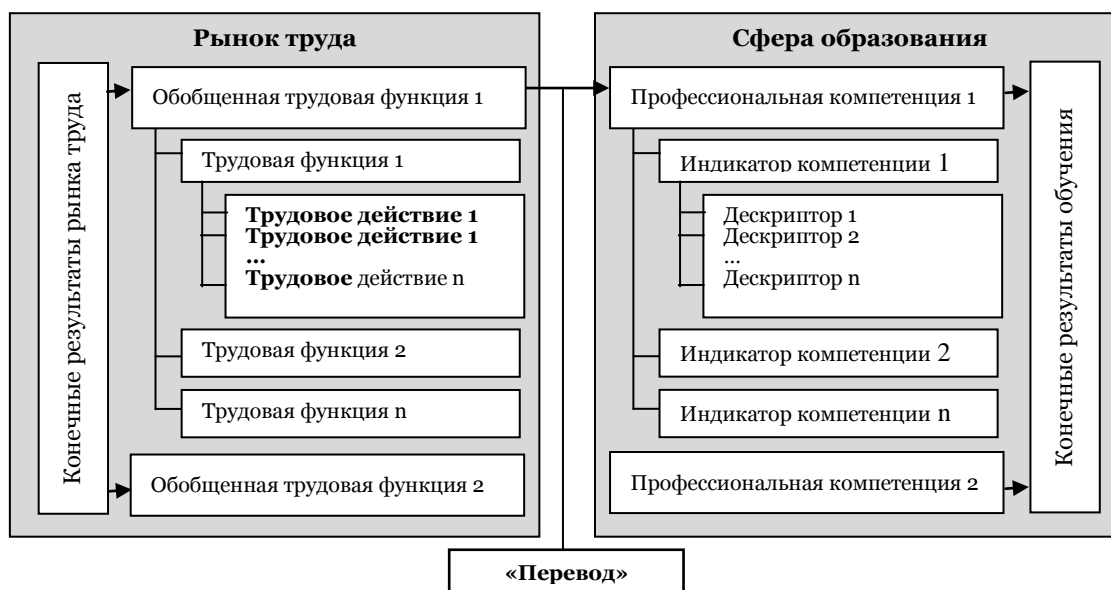 Рынок труда
Конечные результаты рынка труда
Обобщенная трудовая функция 1
Трудовая функция 1
Трудовое действие 1
Трудовое действие 1
...
Трудовое действие n
Трудовая функция 2
Трудовая функция n
Обобщенная трудовая функция 2
Сфера образования
Профессиональная компетенция 1
Индикатор компетенции 1
Дескриптор 1
Дескриптор 2
...
Дескриптор n
Индикатор компетенции 2
Индикатор компетенции n
Профессиональная компетенция 2
Конечные результаты обучения
«Перевод»